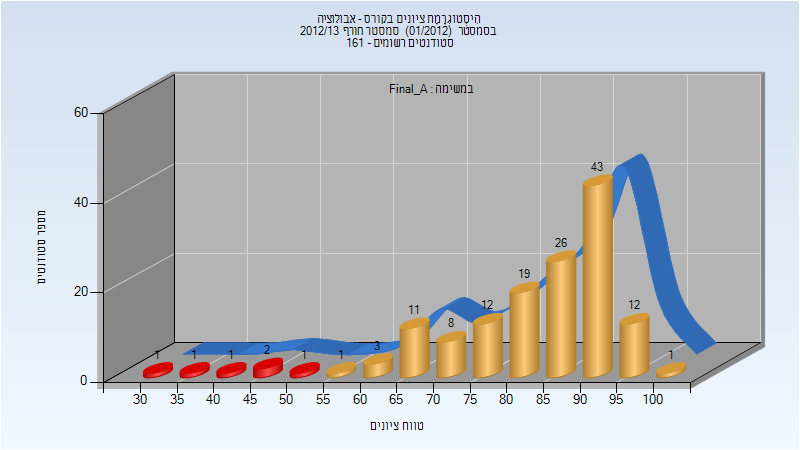 היסטוגרמת ציונים בקורס - אבולוציה
בסמסטר (01/2012) סמסטר חורף 2012/13
סטודנטים רשומים - 161
במשימה : Final_A
60
40
20
0
מספר סטודנטים
1
1
1
2
1
1
3
11
8
12
19
26
43
12
1
30 35 40 45 50 55 60 65 70 75 80 85 90 95 100
טווח ציונים